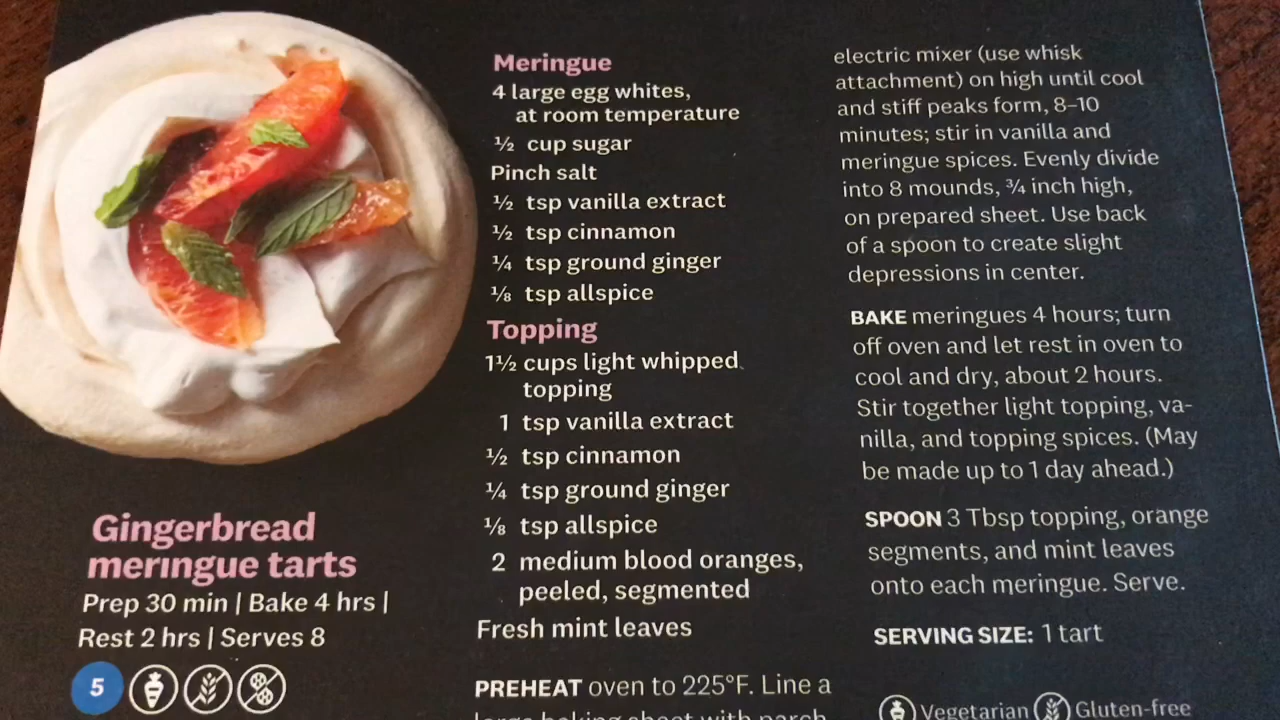 Gingerbread
meringue tarts
Prep 30 min | Bake 4 hrs |
Rest 2 hrs | Serves 8
5
Meringue
4 large egg whites,
at room temperature
½ cup sugar
Pinch salt
½ tsp vanilla extract
½ tsp cinnamon
¼ tsp ground ginger
⅛ tsp allspice
Topping
1½ cups light whipped
topping
1 tsp vanilla extract
½ tsp cinnamon
¼ tsp ground ginger
⅛ tsp allspice
2 medium blood oranges,
peeled, segmented
Fresh mint leaves
PREHEAT oven to 225°F. Line a
large baking sheet with parch-
electric mixer (use whisk
attachment) on high until cool
and stiff peaks form, 8–10
minutes; stir in vanilla and
meringue spices. Evenly divide
into 8 mounds, ¾ inch high,
on prepared sheet. Use back
of a spoon to create slight
depressions in center.
BAKE meringues 4 hours; turn
off oven and let rest in oven to
cool and dry, about 2 hours.
Stir together light topping, va-
nilla, and topping spices. (May
be made up to 1 day ahead.)
SPOON 3 Tbsp topping, orange
segments, and mint leaves
onto each meringue. Serve.
SERVING SIZE: 1 tart
Vegetarian Gluten-free